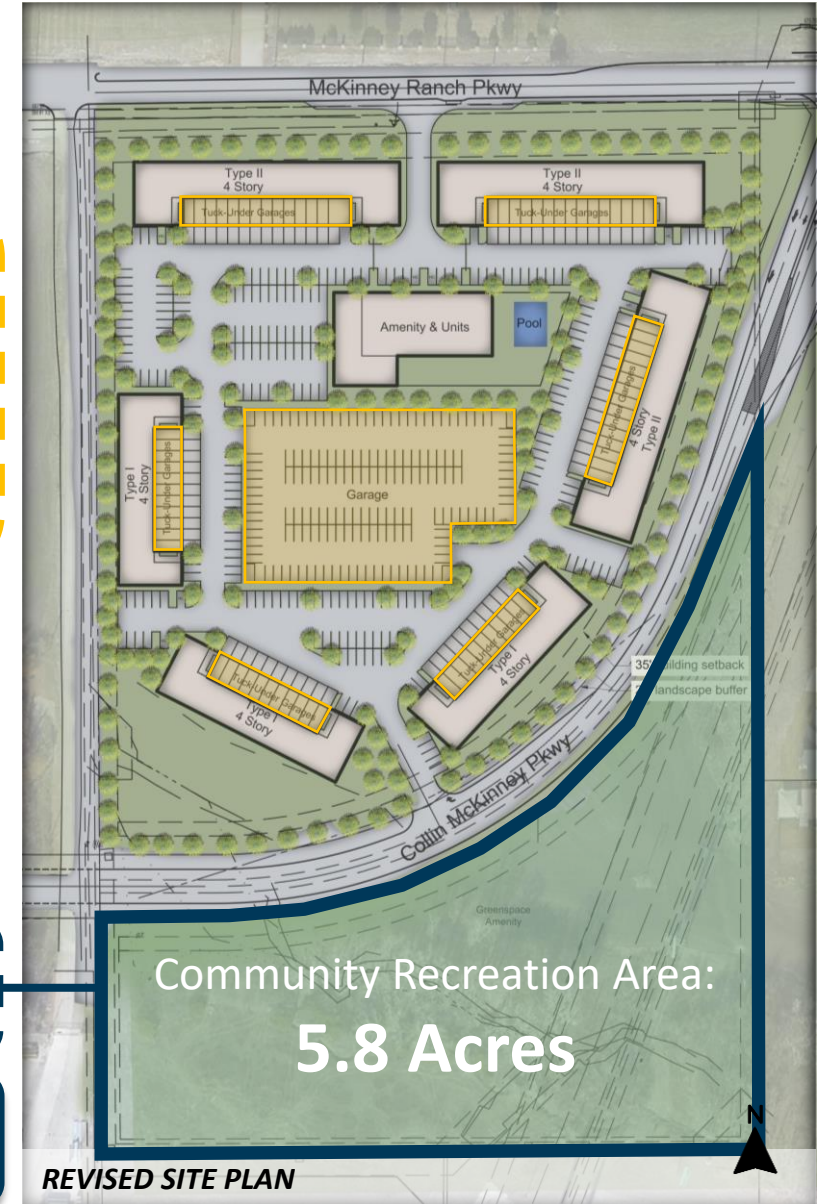 McKinney Ranch Pkwy
Type II
4 Story
Tuck-Under Garages
Type II
4 Story
Tuck-Under Garages
Amenity & Units
Pool
Tuck-Under Garages
4 Story
Type II
Type I
4 Story
Tuck-Under Garages
Garage
Tuck-Under Garages
Type I
4 Story
Tuck-Under Garages
Type I
4 Story
35' building setback
landscape buffer
Collin McKinney Pkwy
Greenspace
Amenity
Community Recreation Area:
5.8 Acres
N
REVISED SITE PLAN